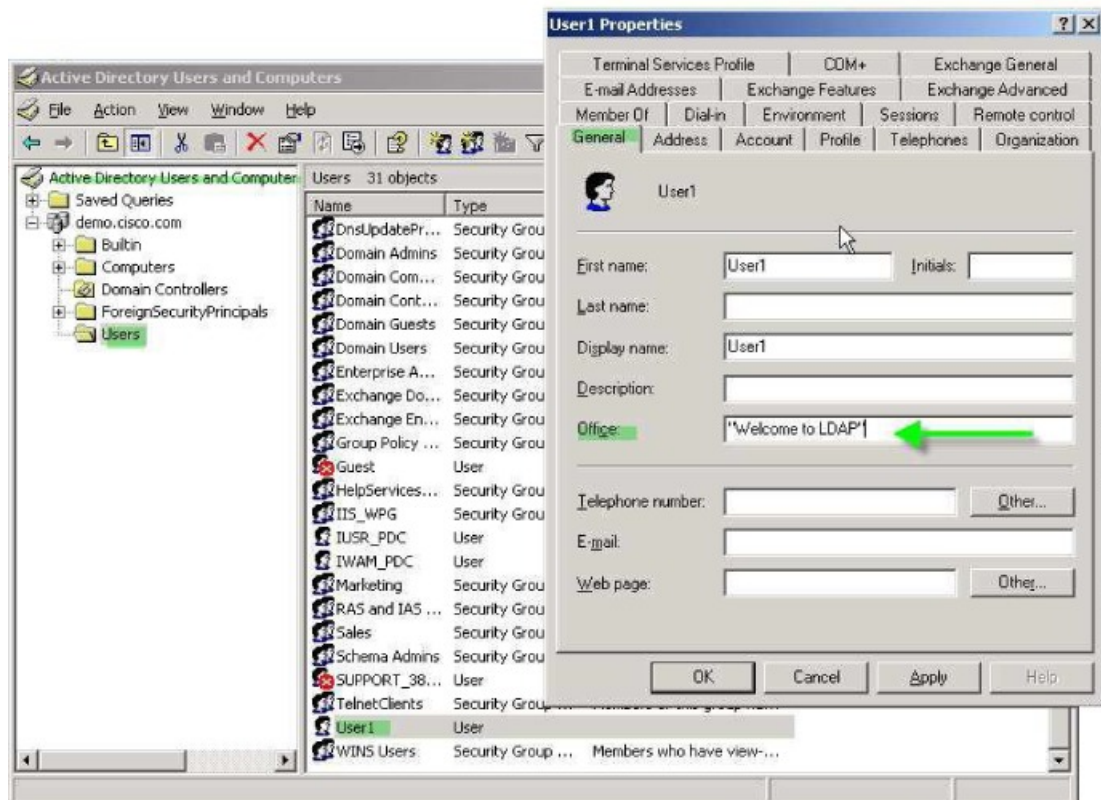 Active Directory Users and Computers
File Action View Window Help
Active Directory Users and Computer
Saved Queries
demo.cisco.com
Builtin
Computers
Domain Controllers
ForeignSecurityPrincipals
Users
Users 31 objects
Name Type
DnsUpdatePr... Security Grou
Domain Admins Security Grou
Domain Com... Security Grou
Domain Cont... Security Grou
Domain Guests Security Grou
Domain Users Security Grou
Enterprise A... Security Grou
Exchange Do... Security Grou
Exchange En... Security Grou
Group Policy ... Security Grou
Guest User
HelpServices... Security Grou
IIS_WPG Security Grou
IUSR_PDC User
IWAM_PDC User
Marketing Security Grou
RAS and IAS ... Security Grou
Sales Security Grou
Schema Admins Security Grou
SUPPORT_38... User
TelnetClients Security Group ...
User1 User
WINS Users Security Group ... Members who have view-...
User1 Properties
Terminal Services Profile COM+ Exchange General
E-mail Addresses Exchange Features Exchange Advanced
Member Of Dial-in Environment Sessions Remote control
General Address Account Profile Telephones Organization
User1
First name: User1 Initials:
Last name:
Display name: User1
Description:
Office: "Welcome to LDAP"
Telephone number: Other...
E-mail:
Web page: Other...
OK Cancel Apply Help